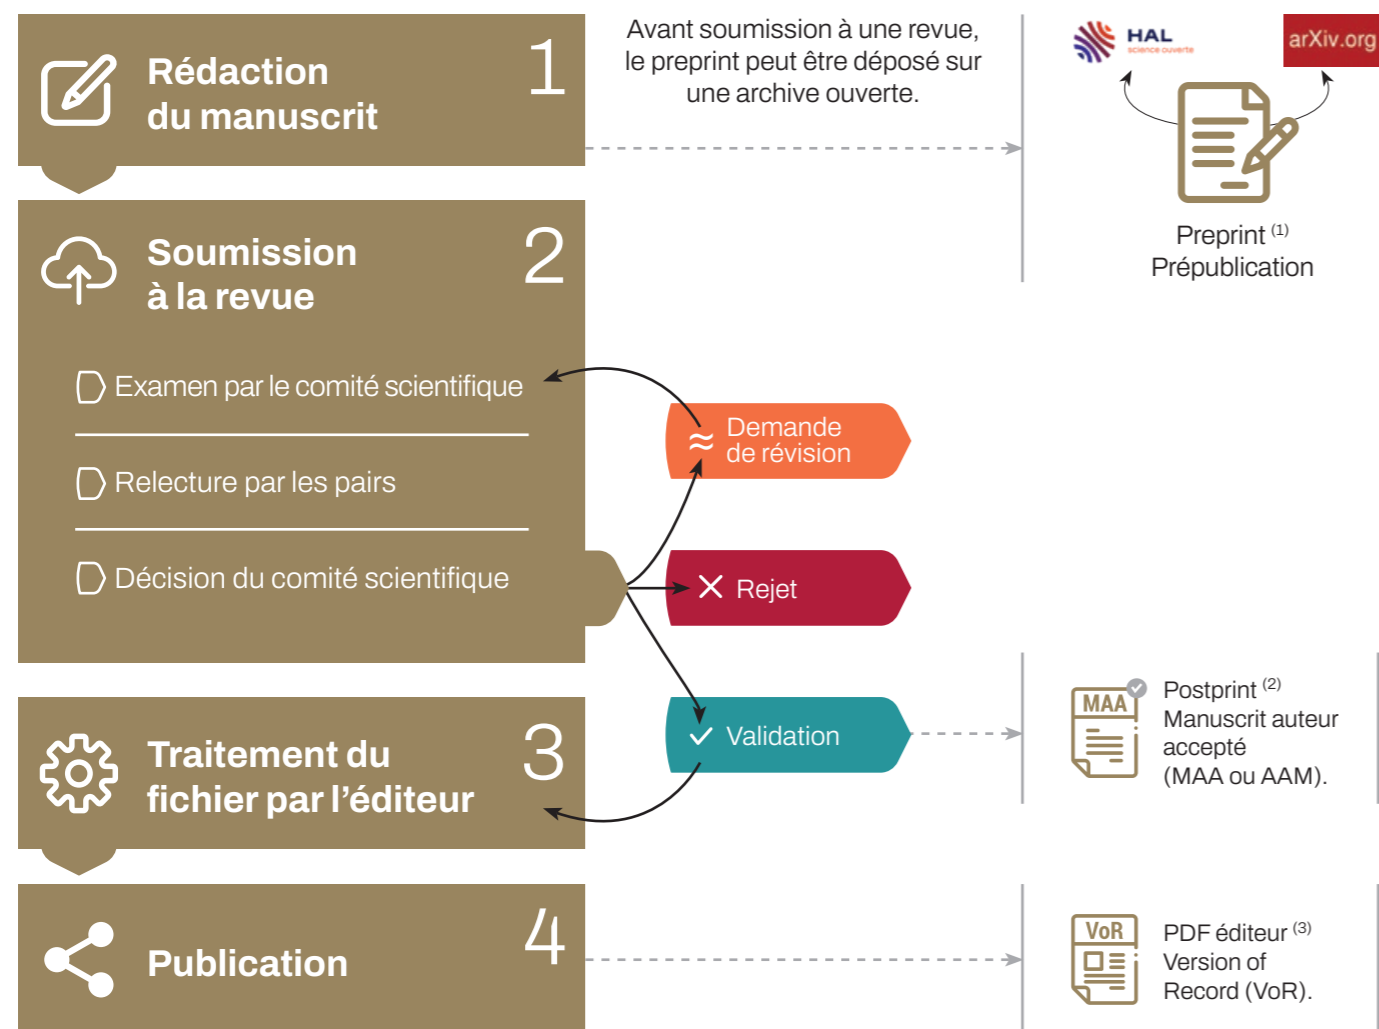 Rédaction
du manuscrit
1
Avant soumission à une revue,
le preprint peut être déposé sur
une archive ouverte.
HAL
science ouverte
arXiv.org
Preprint (1)
Prépublication
Soumission
à la revue
2
Examen par le comité scientifique
Relecture par les pairs
Décision du comité scientifique
≈ Demande
de révision
Rejet
Validation
MAA
Postprint (2)
Manuscrit auteur
accepté
(MAA ou AAM).
Traitement du
fichier par l’éditeur
3
Publication
4
VoR
PDF éditeur (3)
Version of
Record (VoR).